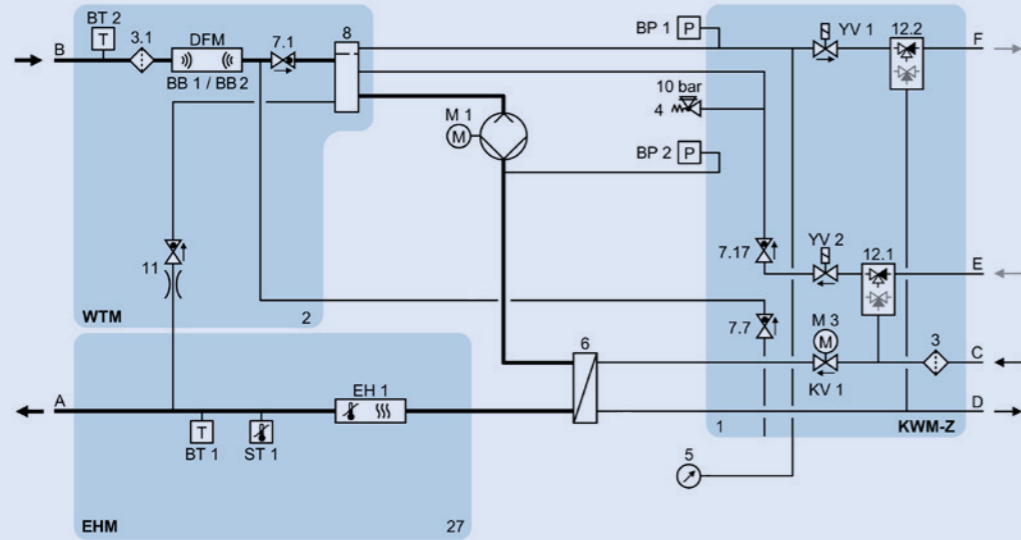 BT 2
T
B
3.1
DFM
BB 1 / BB 2
7.1
8
BP 1
P
YV 1
12.2
F
10 bar
4
M 1
M
BP 2
P
11
7.17
YV 2
12.1
E
WTM
2
7.7
M 3
M
KV 1
3
C
6
A
EH 1
D
T
BT 1
ST 1
1
KWM-Z
5
EHM
27